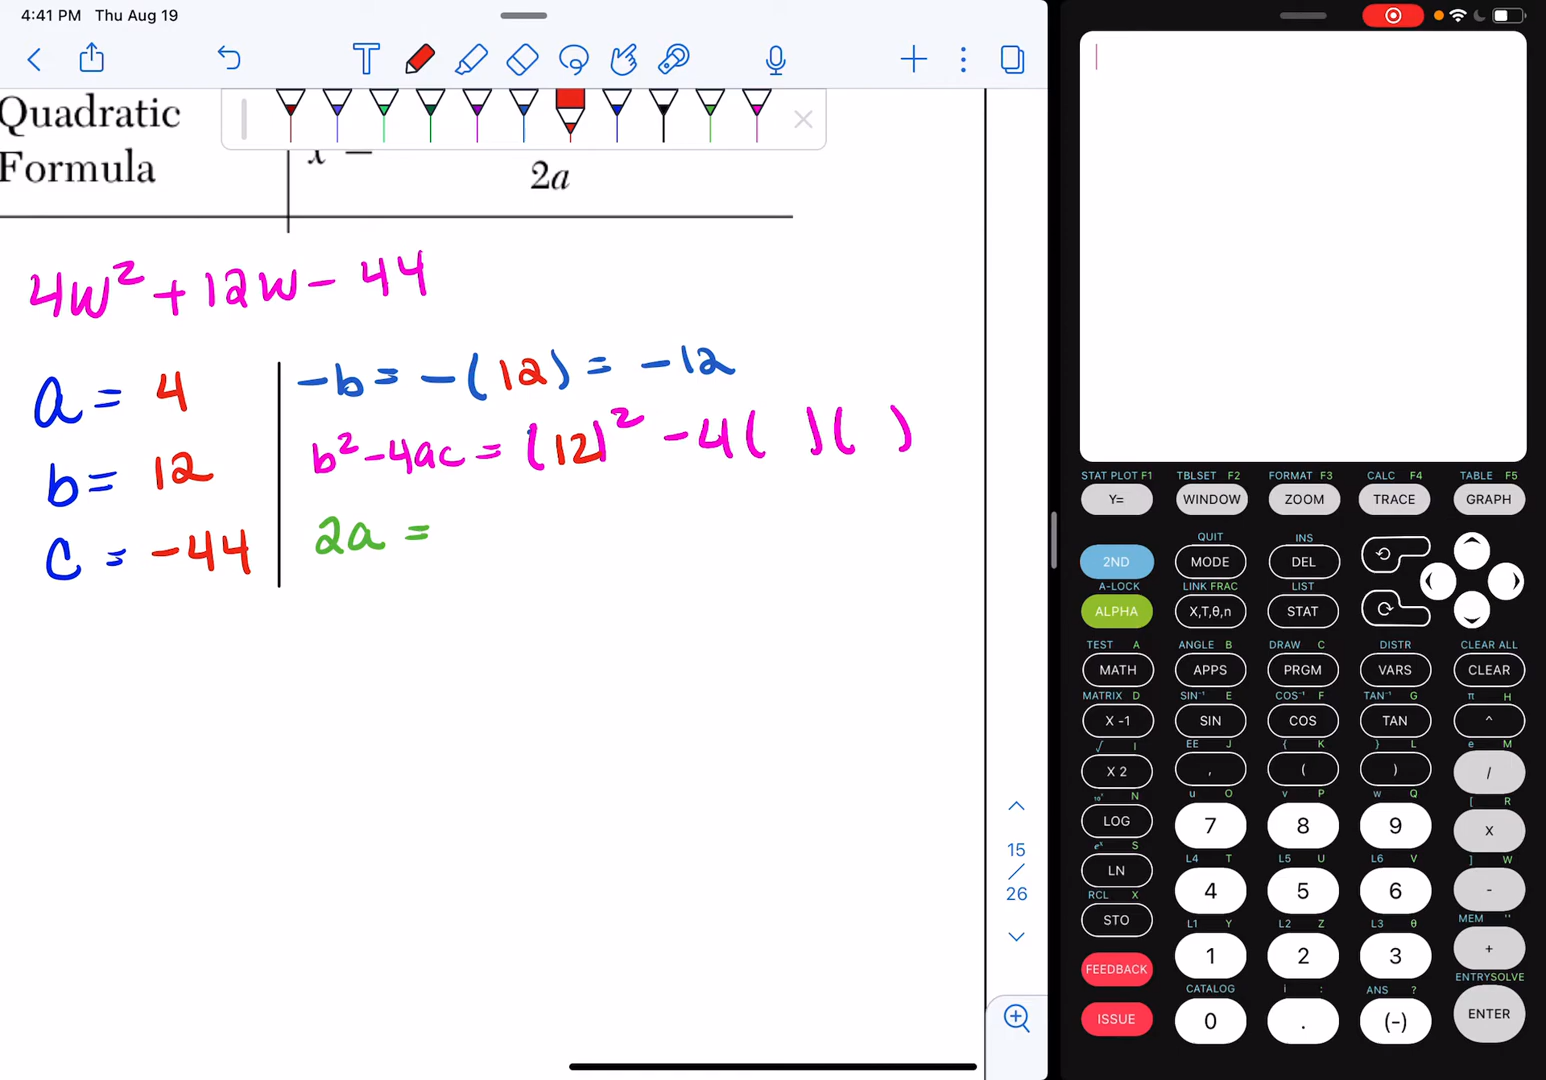 4:41 PM Thu Aug 19
Quadratic
Formula
x =
2a
4w² + 12w - 44
a = 4
b = 12
c = -44
-b = -(12) = -12
b² - 4ac = (12)² - 4( )( )
2a =
15
/
26
STAT PLOT F1 TBLSET F2 FORMAT F3 CALC F4 TABLE F5
Y= WINDOW ZOOM TRACE GRAPH
QUIT INS
2ND MODE DEL
A-LOCK LINK FRAC LIST
ALPHA X,T,θ,n STAT
TEST A ANGLE B DRAW C DISTR CLEAR ALL
MATH APPS PRGM VARS CLEAR
MATRIX D SIN⁻¹ E COS⁻¹ F TAN⁻¹ G π H
X -1 SIN COS TAN ^
√ I EE J { K } L e M
X 2 , ( ) /
10ˣ N u O v P w Q [ R
LOG 7 8 9 X
eˣ S L4 T L5 U L6 V ] W
LN 4 5 6 -
RCL X L1 Y L2 Z L3 θ MEM "
STO 1 2 3 +
FEEDBACK CATALOG i : ANS ? ENTRY SOLVE
ISSUE 0 . (-) ENTER